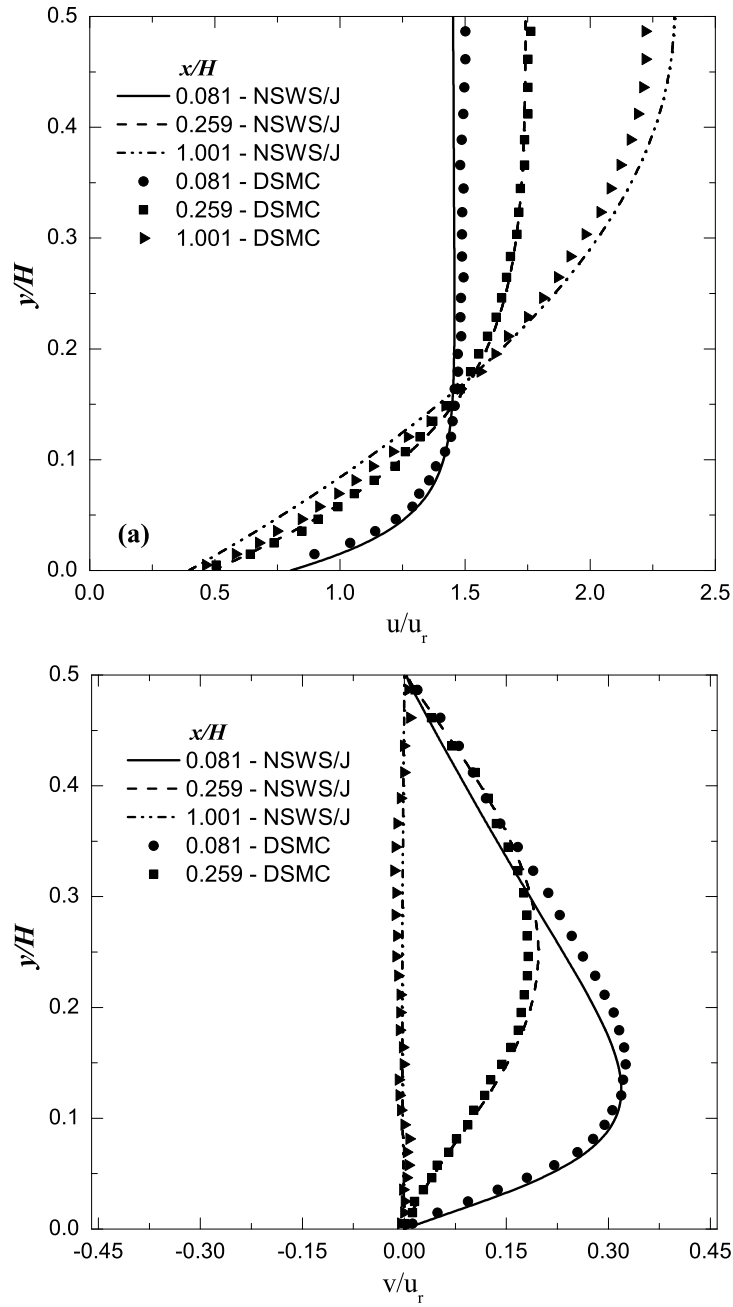 0.5
x/H
0.081 - NSWS/J
0.259 - NSWS/J
1.001 - NSWS/J
0.081 - DSMC
0.259 - DSMC
1.001 - DSMC
0.4
0.3
y/H
0.2
0.1
(a)
0.0
0.0 0.5 1.0 1.5 2.0 2.5
u/u_r
0.5
x/H
0.081 - NSWS/J
0.259 - NSWS/J
1.001 - NSWS/J
0.081 - DSMC
0.259 - DSMC
0.4
0.3
y/H
0.2
0.1
0.0
-0.45 -0.30 -0.15 0.00 0.15 0.30 0.45
v/u_r